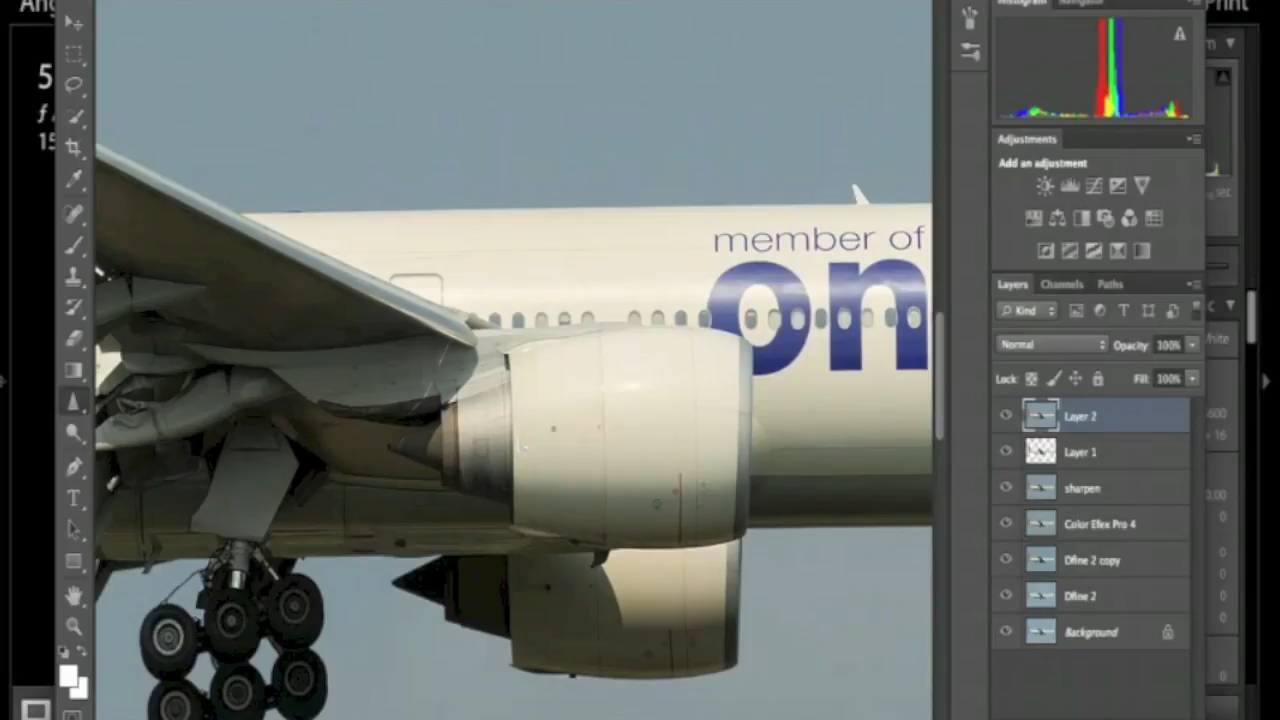 Print
Adjustments
Add an adjustment
member of
on
Layers Channels Paths
Kind
Normal Opacity: 100%
Lock: Fill: 100%
Layer 2
Layer 1
sharpen
Color Efex Pro 4
Dfine 2 copy
Dfine 2
Background